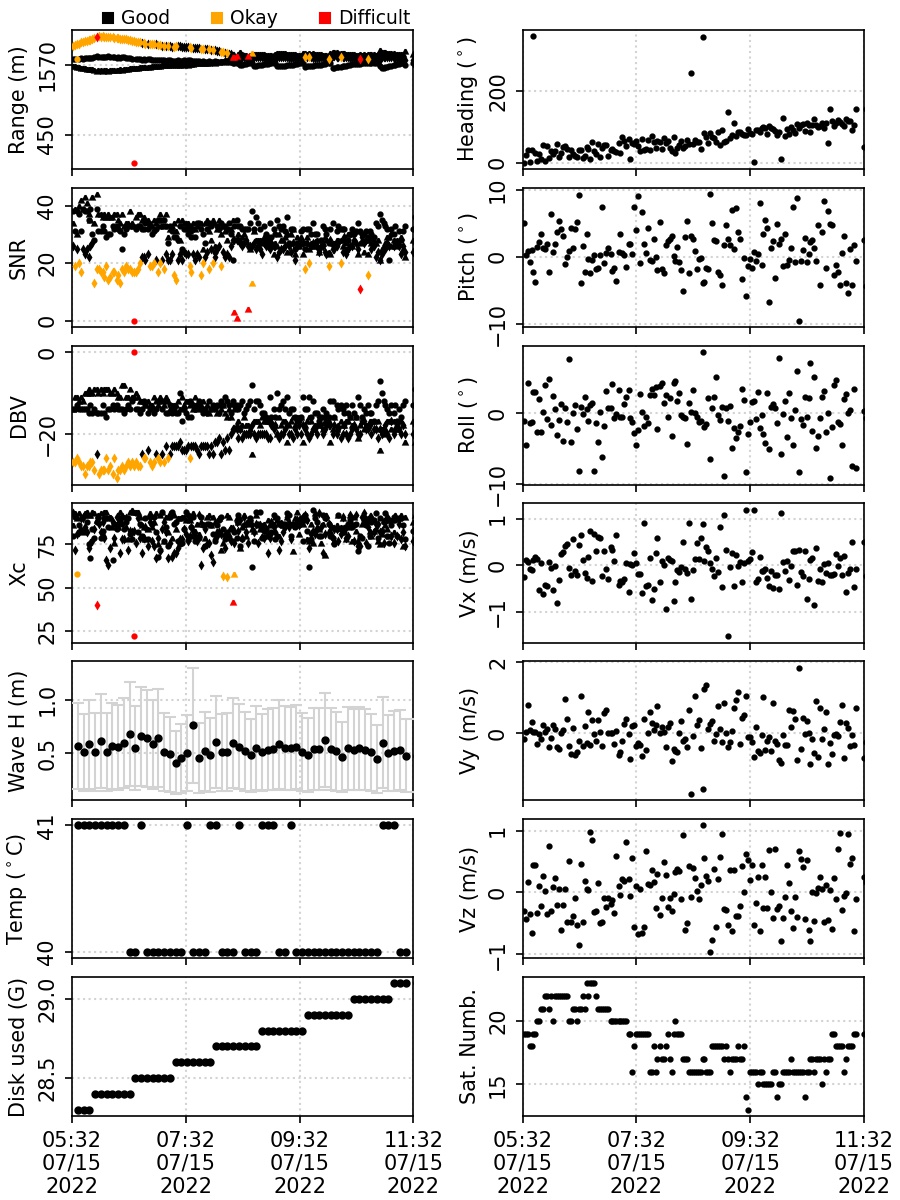 Good Okay Difficult
Range (m)
1570
450
Heading (°)
200
0
SNR
40
20
0
Pitch (°)
10
0
−10
DBV
0
−20
Roll (°)
0
−10
Xc
75
50
25
Vx (m/s)
1
0
−1
Wave H (m)
1.0
0.5
Vy (m/s)
2
0
Temp (°C)
41
40
Vz (m/s)
1
0
−1
Disk used (G)
29.0
28.5
Sat. Numb.
20
15
05:32 07:32 09:32 11:32
07/15 07/15 07/15 07/15
2022 2022 2022 2022
05:32 07:32 09:32 11:32
07/15 07/15 07/15 07/15
2022 2022 2022 2022